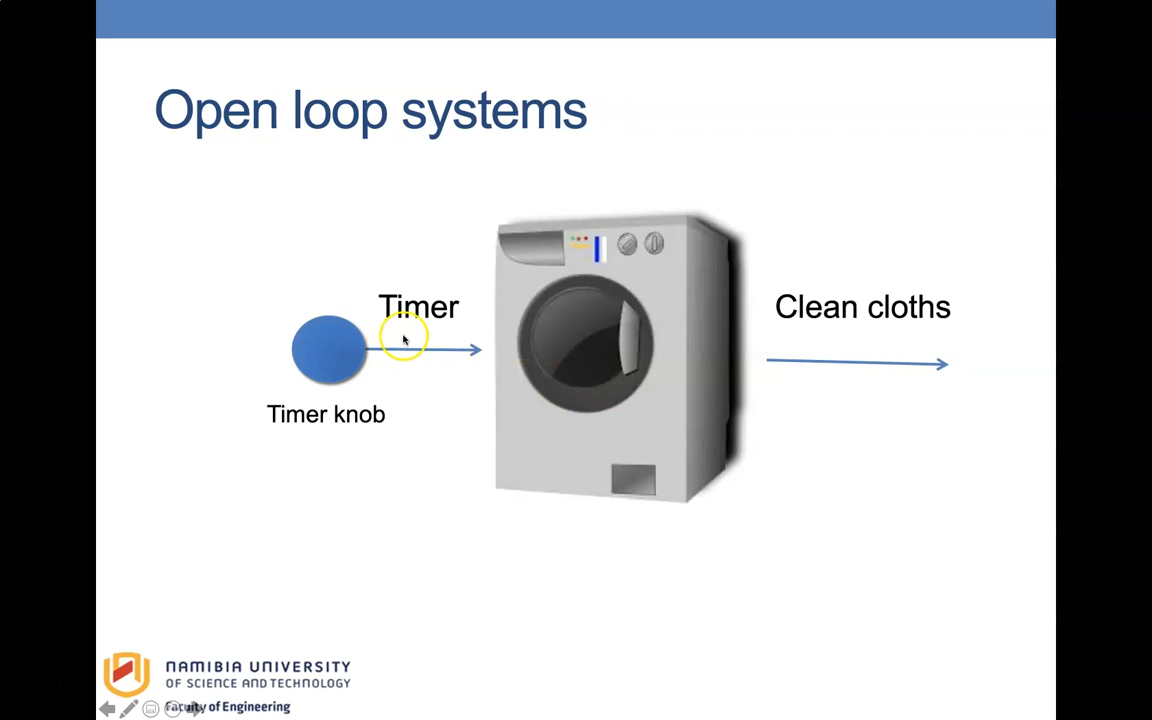 Open loop systems
Timer
Clean cloths
Timer knob
NAMIBIA UNIVERSITY
OF SCIENCE AND TECHNOLOGY
Faculty of Engineering